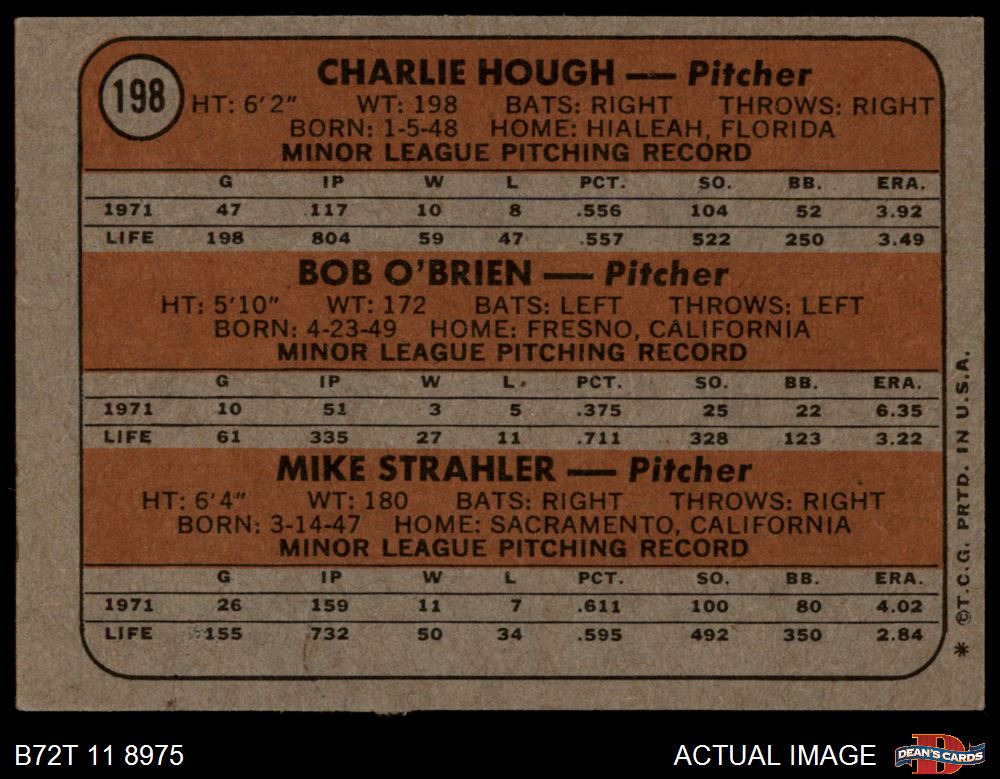 198
CHARLIE HOUGH — Pitcher
HT: 6'2" WT: 198 BATS: RIGHT THROWS: RIGHT
BORN: 1-5-48 HOME: HIALEAH, FLORIDA
MINOR LEAGUE PITCHING RECORD
G IP W L PCT. SO. BB. ERA.
1971 47 117 10 8 .556 104 52 3.92
LIFE 198 804 59 47 .557 522 250 3.49
BOB O'BRIEN — Pitcher
HT: 5'10" WT: 172 BATS: LEFT THROWS: LEFT
BORN: 4-23-49 HOME: FRESNO, CALIFORNIA
MINOR LEAGUE PITCHING RECORD
G IP W L. PCT. SO. BB. ERA.
1971 10 51 3 5 .375 25 22 6.35
LIFE 61 335 27 11 .711 328 123 3.22
MIKE STRAHLER — Pitcher
HT: 6'4" WT: 180 BATS: RIGHT THROWS: RIGHT
BORN: 3-14-47 HOME: SACRAMENTO, CALIFORNIA
MINOR LEAGUE PITCHING RECORD
G IP W L PCT. SO. BB. ERA.
1971 26 159 11 7 .611 100 80 4.02
LIFE 155 732 50 34 .595 492 350 2.84
* ©T.C.G. PRTD. IN U.S.A.
B72T 11 8975
ACTUAL IMAGE
D
DEAN'S CARDS